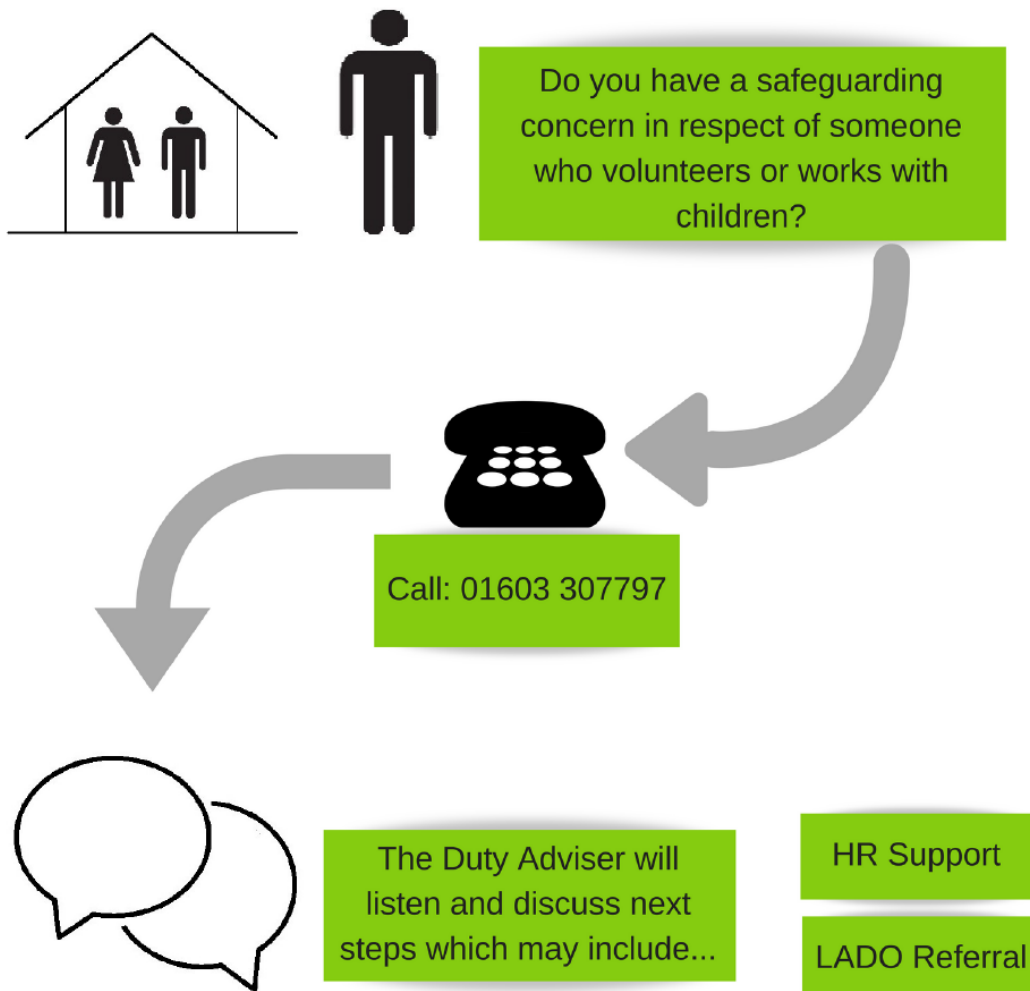 Do you have a safeguarding
concern in respect of someone
who volunteers or works with
children?
Call: 01603 307797
The Duty Adviser will
listen and discuss next
steps which may include...
HR Support
LADO Referral